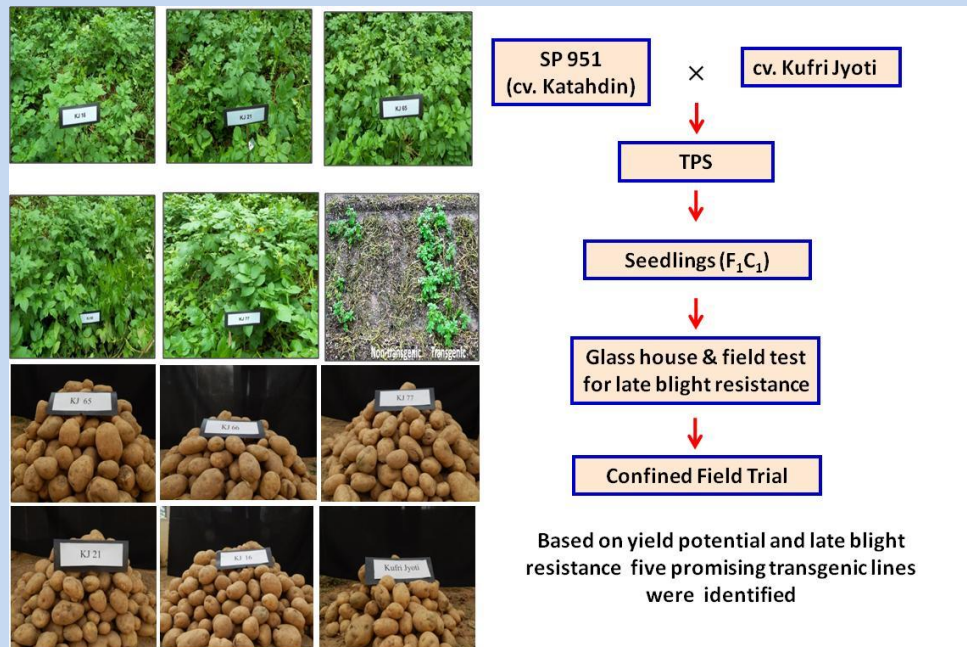 KJ 16
KJ 21
KJ 65
KJ 77
Non-transgenic Transgenic
KJ 65
KJ 66
KJ 77
KJ 21
KJ 16
Kufri Jyoti
SP 951
(cv. Katahdin)
×
cv. Kufri Jyoti
TPS
Seedlings (F₁C₁)
Glass house & field test
for late blight resistance
Confined Field Trial
Based on yield potential and late blight
resistance five promising transgenic lines
were identified